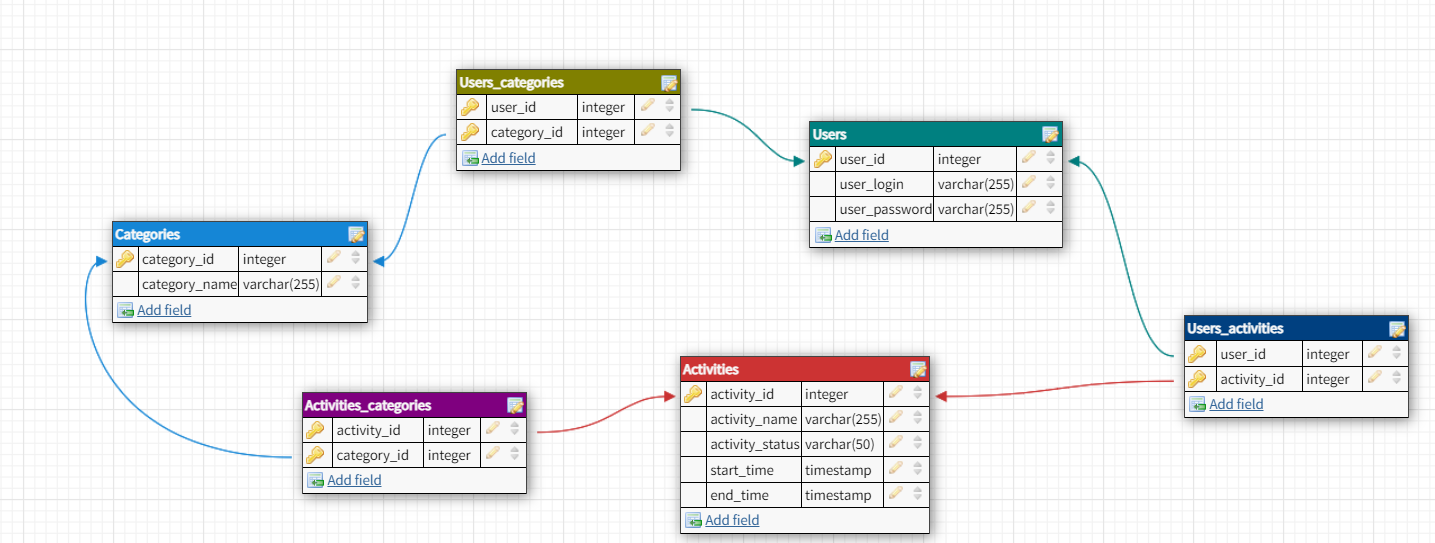 Users_categories
user_id integer
category_id integer
Add field
Users
user_id integer
user_login varchar(255)
user_password varchar(255)
Add field
Categories
category_id integer
category_name varchar(255)
Add field
Users_activities
user_id integer
activity_id integer
Add field
Activities
activity_id integer
activity_name varchar(255)
activity_status varchar(50)
start_time timestamp
end_time timestamp
Add field
Activities_categories
activity_id integer
category_id integer
Add field